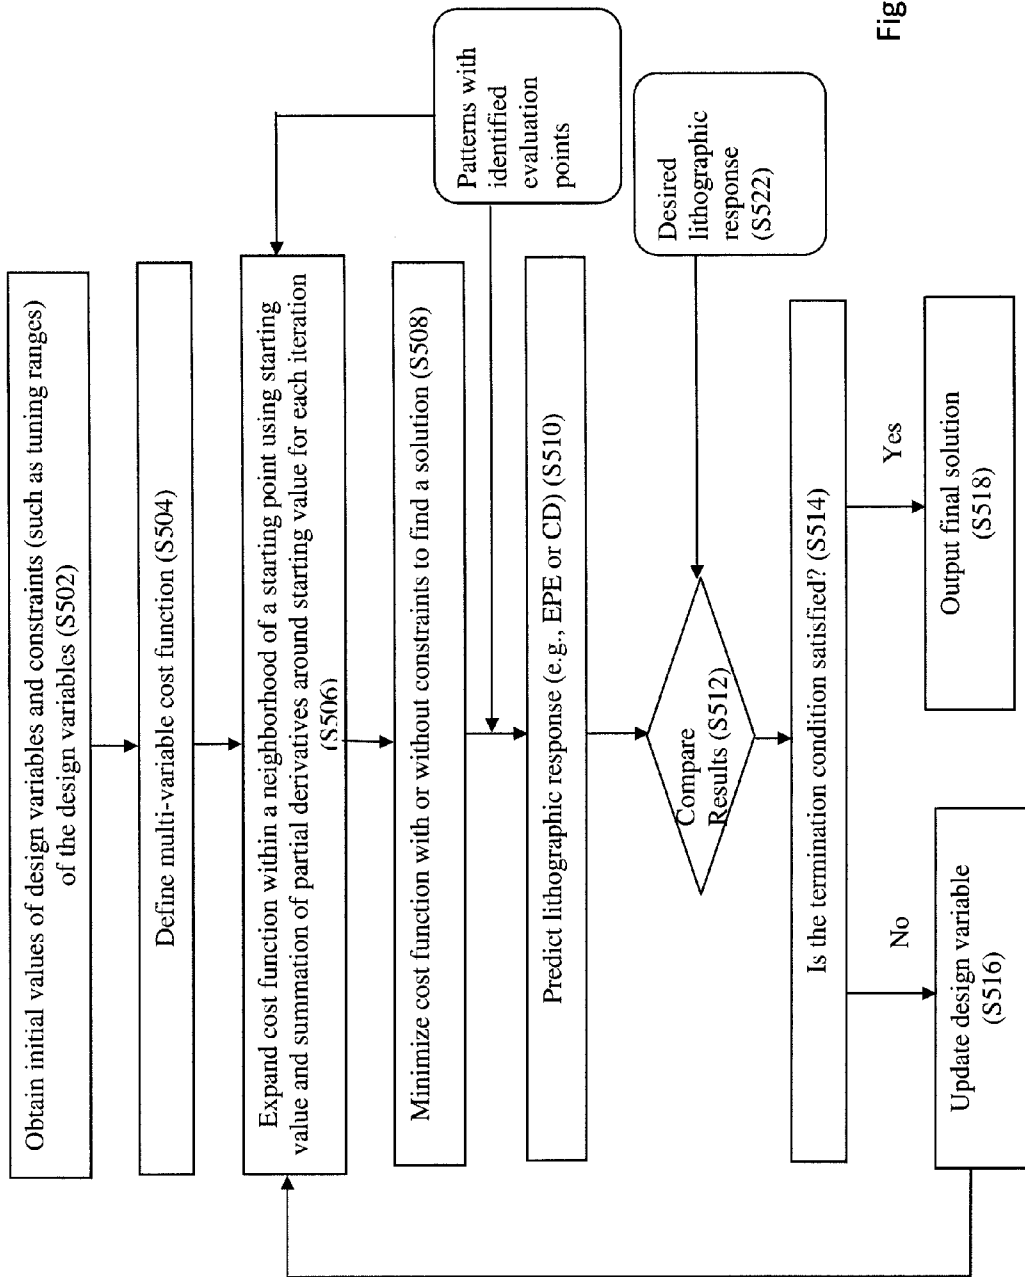 Obtain initial values of design variables and constraints (such as tuning ranges)
of the design variables (S502)
Define multi-variable cost function (S504)
Expand cost function within a neighborhood of a starting point using starting
value and summation of partial derivatives around starting value for each iteration
(S506)
Patterns with
identified
evaluation
points
Minimize cost function with or without constraints to find a solution (S508)
Predict lithographic response (e.g., EPE or CD) (S510)
Desired
lithographic
response
(S522)
Compare
Results (S512)
Is the termination condition satisfied? (S514)
No
Yes
Update design variable
(S516)
Output final solution
(S518)
Fig